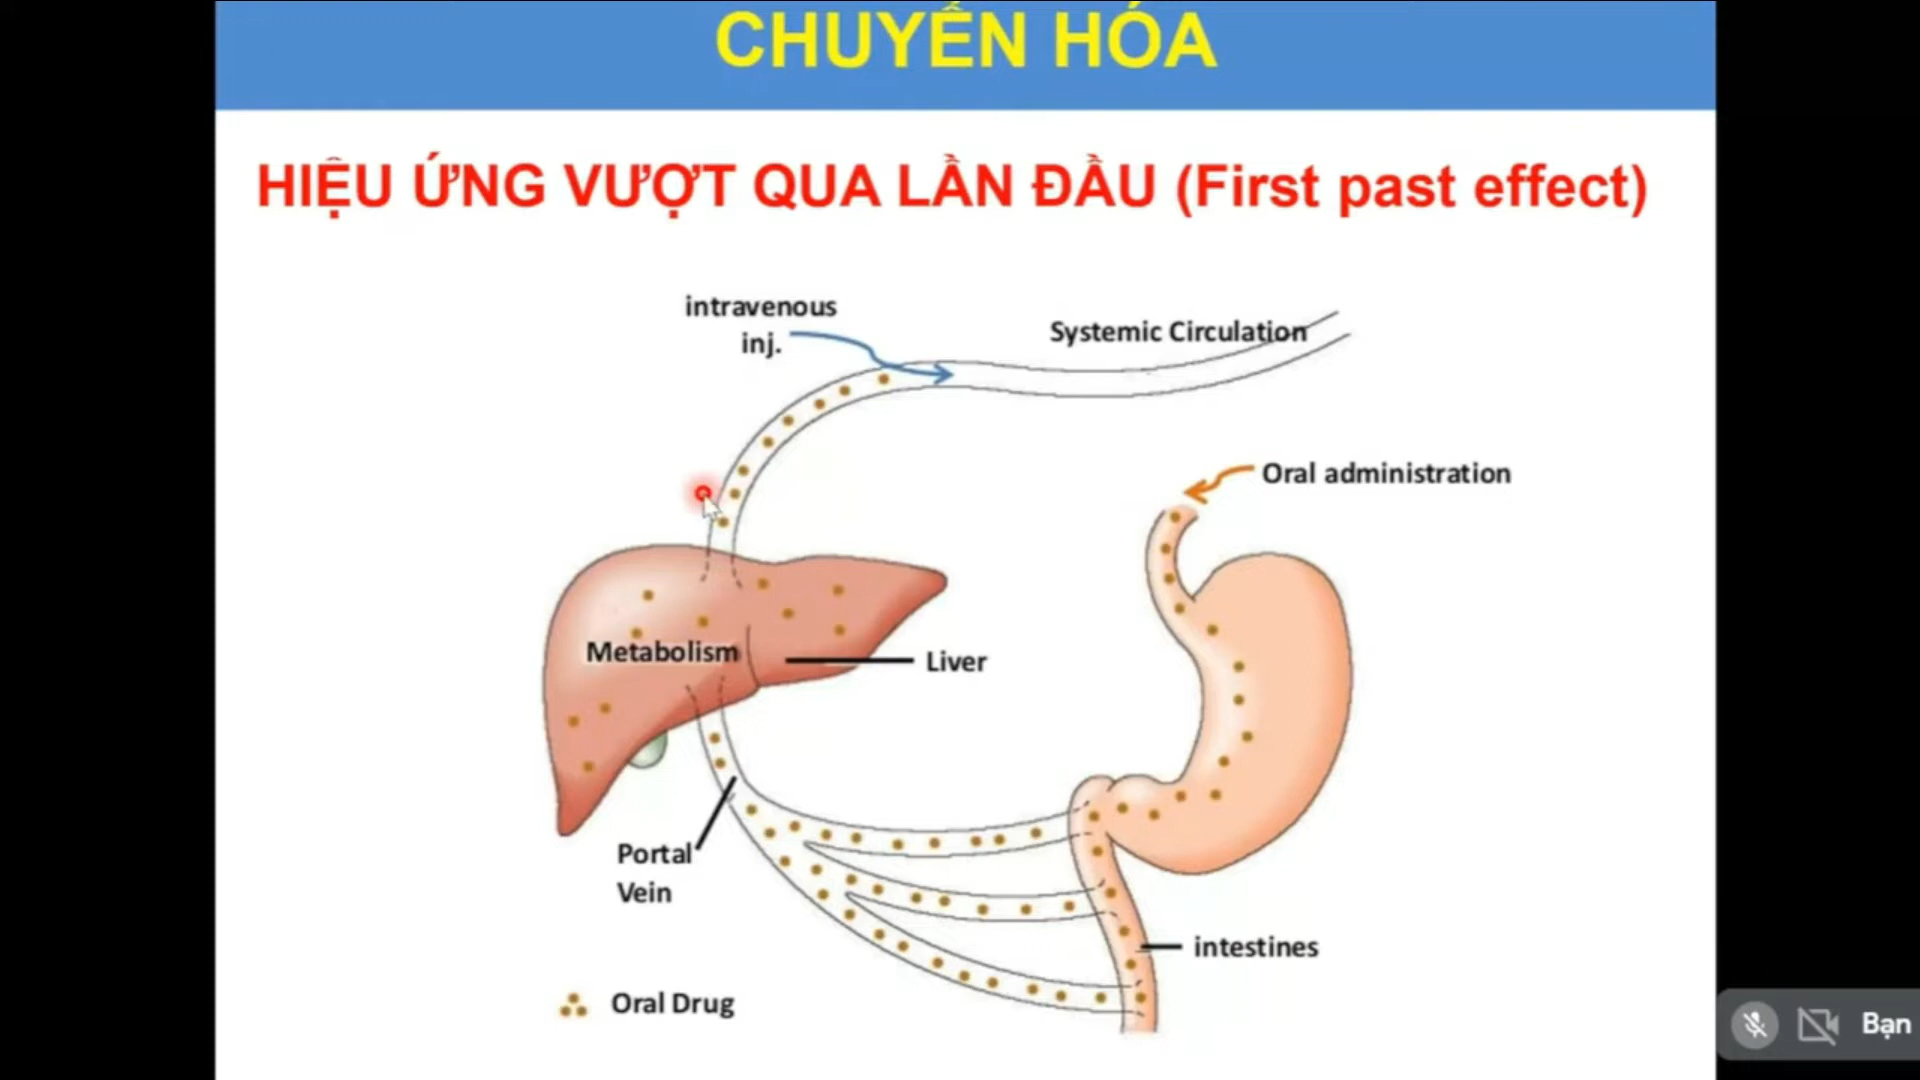 CHUYỂN HÓA
HIỆU ỨNG VƯỢT QUA LẦN ĐẦU (First past effect)
intravenous
inj.
Systemic Circulation
Oral administration
Metabolism
Liver
Portal
Vein
intestines
Oral Drug
Bạn